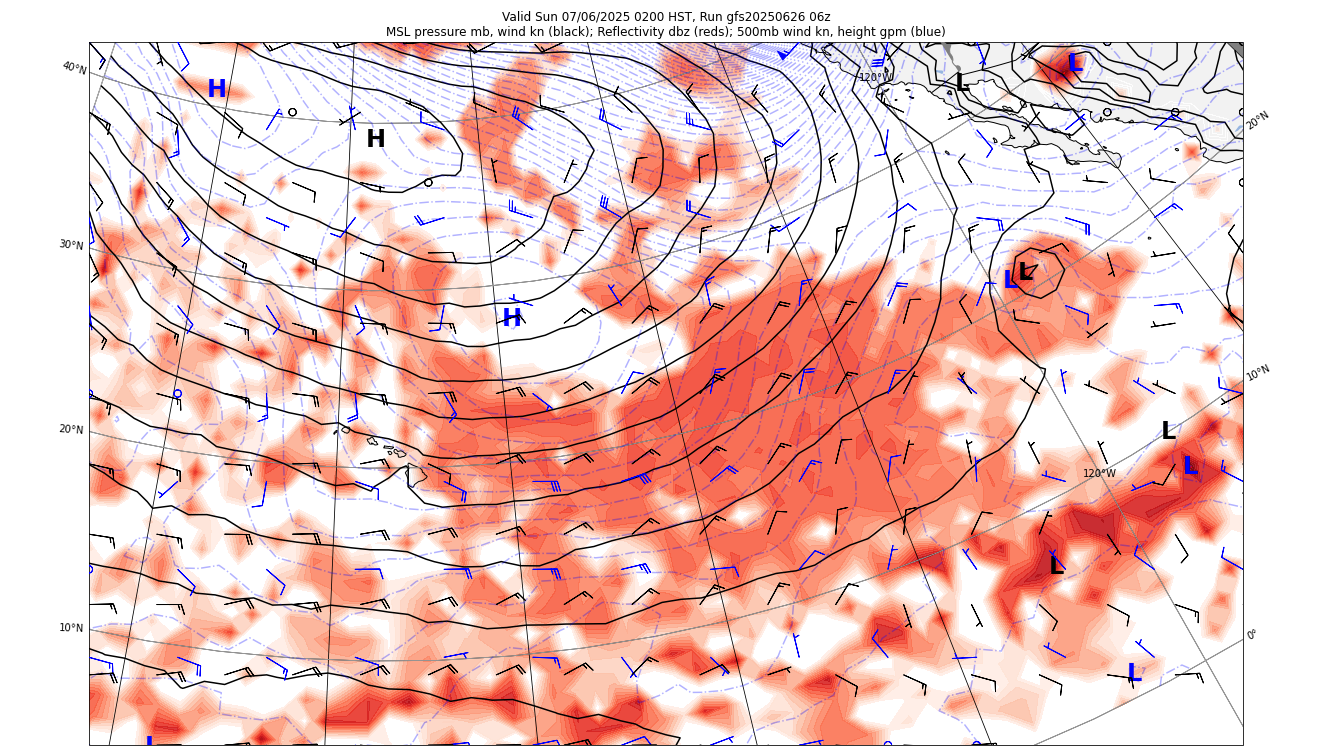 Valid Sun 07/06/2025 0200 HST, Run gfs20250626 06z
MSL pressure mb, wind kn (black); Reflectivity dbz (reds); 500mb wind kn, height gpm (blue)
40°N
120°W
20°N
H
H
L
L
30°N
L
L
H
10°N
20°N
L
L
120°W
L
10°N
0°
L
L